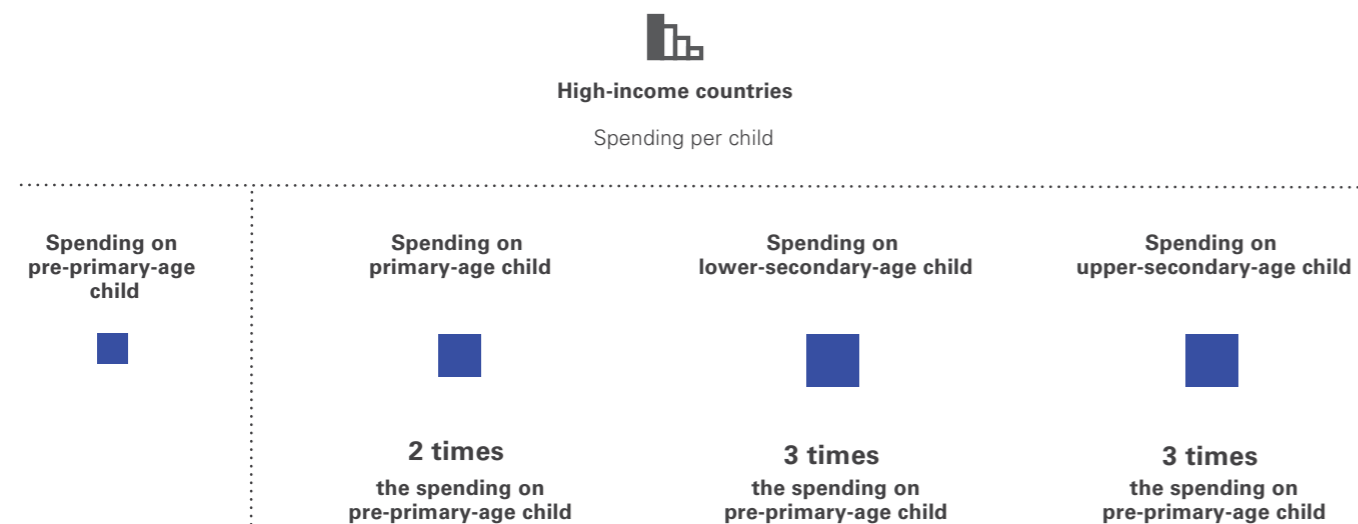 High-income countries
Spending per child
Spending on
pre-primary-age
child
Spending on
primary-age child
2 times
the spending on
pre-primary-age child
Spending on
lower-secondary-age child
3 times
the spending on
pre-primary-age child
Spending on
upper-secondary-age child
3 times
the spending on
pre-primary-age child